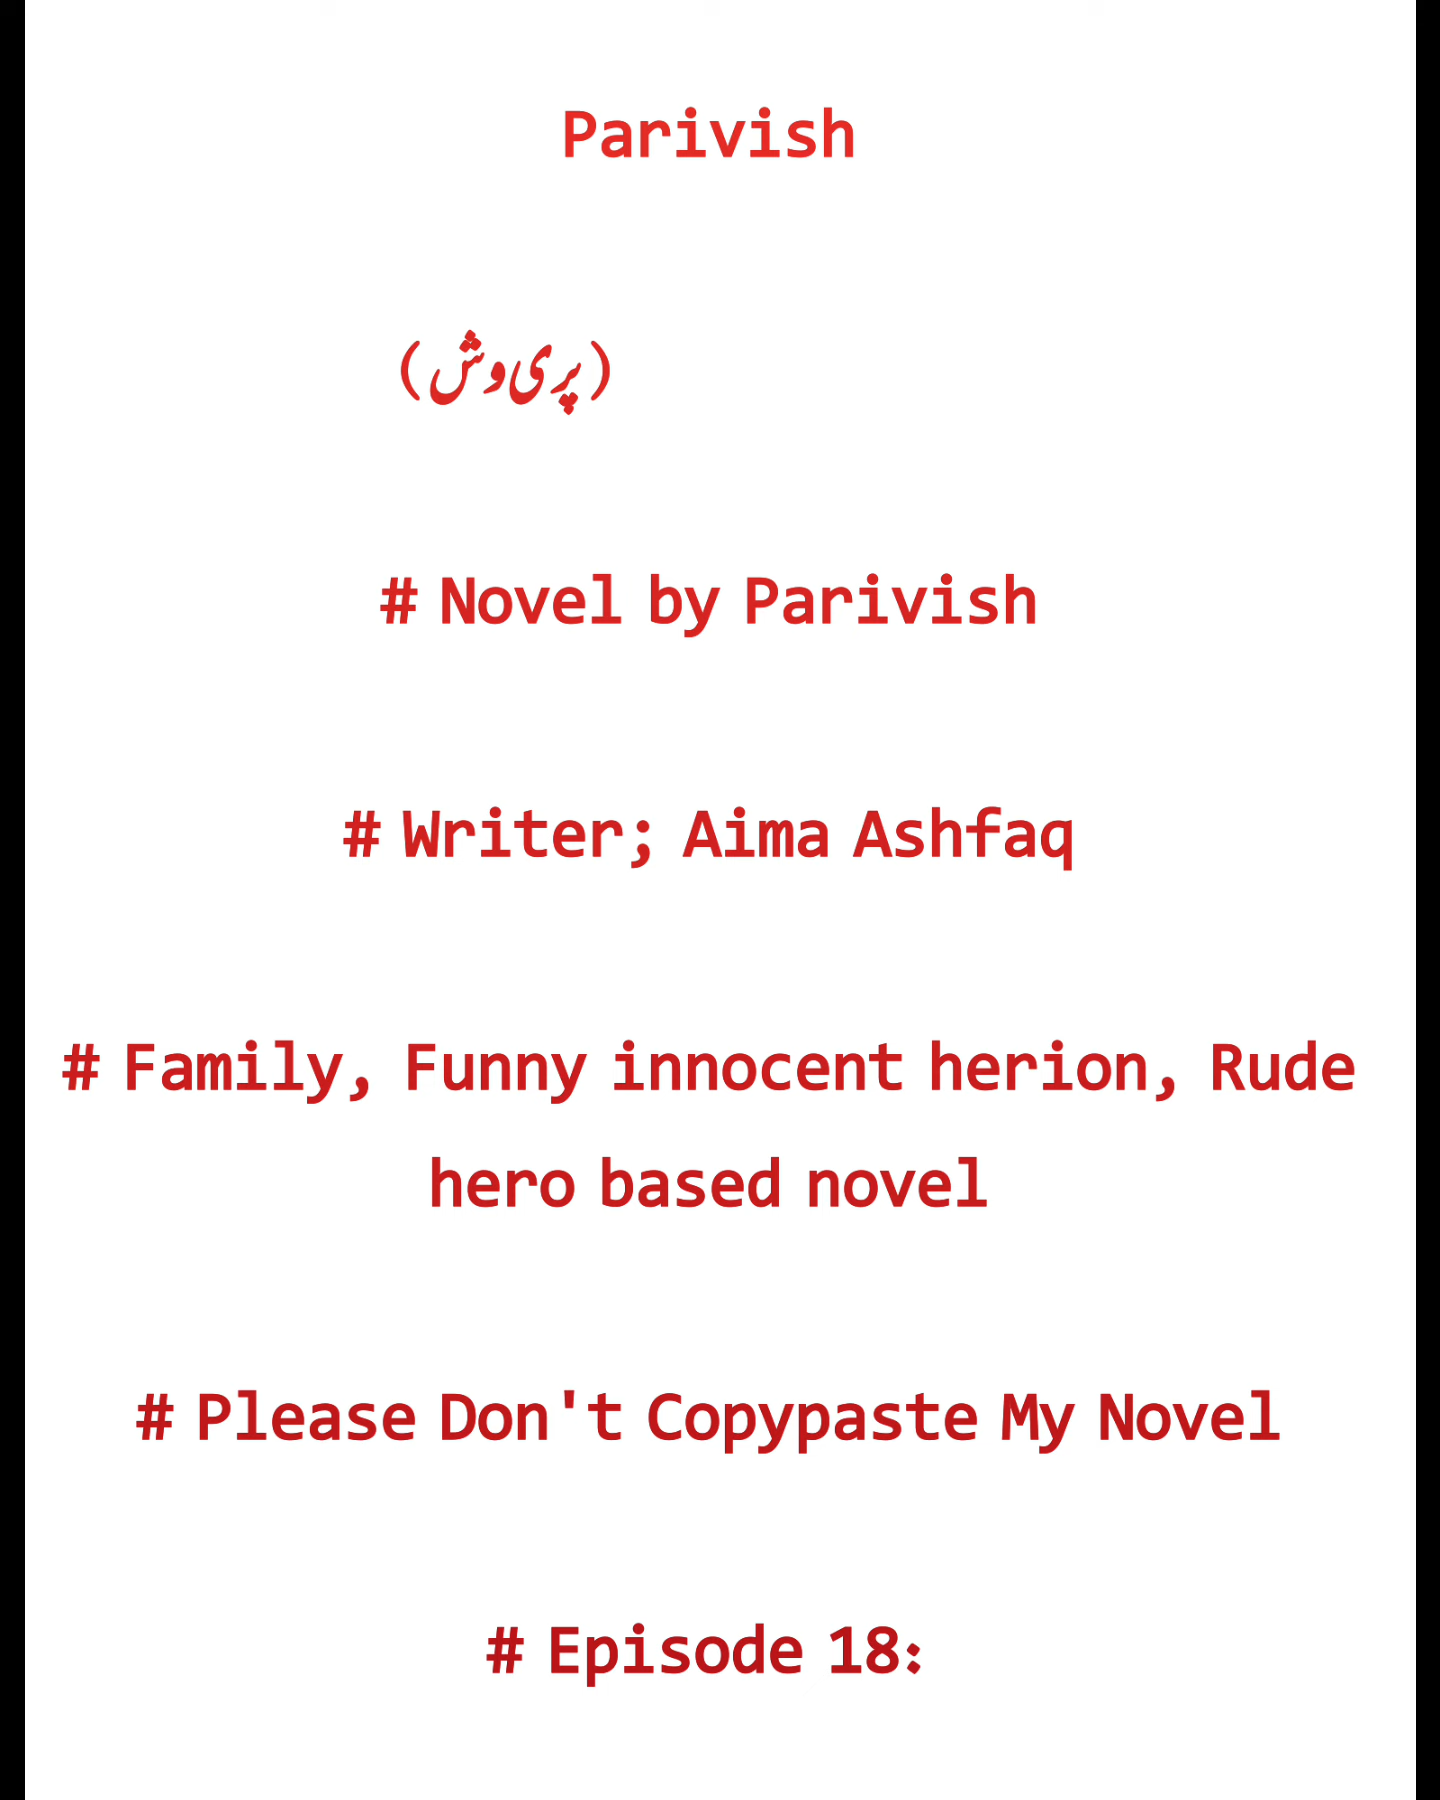 Parivish
(پری وش)
# Novel by Parivish
# Writer; Aima Ashfaq
# Family, Funny innocent herion, Rude
hero based novel
# Please Don't Copypaste My Novel
# Episode 18: